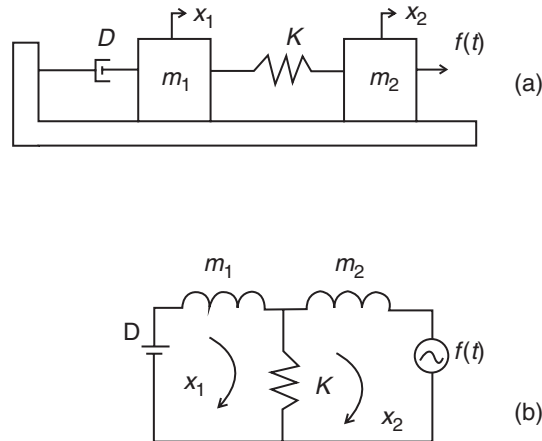 x₁
x₂
D
K
f(t)
m₁
m₂
(a)
m₁
m₂
D
f(t)
x₁
K
x₂
(b)